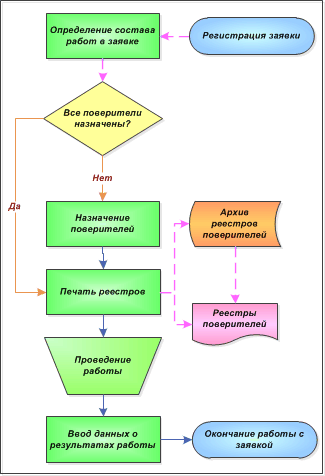 Определение состава
работ в заявке
Регистрация заявки
Все поверители
назначены?
Нет
Да
Назначение
поверителей
Архив
реестров
поверителей
Печать реестров
Реестры
поверителей
Проведение
работы
Ввод данных о
результатах работы
Окончание работы с
заявкой